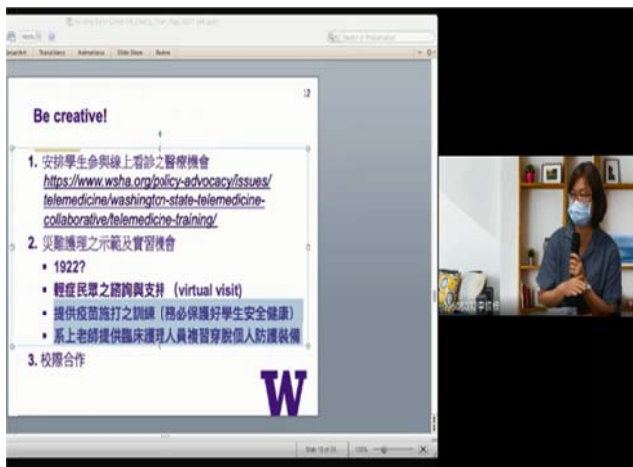 Transitions Animations Slide Show Review
12
Be creative!
1. 安排學生參與線上看診之醫療機會
https://www.wsha.org/policy-advocacy/issues/
telemedicine/washington-state-telemedicine-
collaborative/telemedicine-training/
2. 災難護理之示範及實習機會
▪ 1922?
▪ 輕症民眾之諮詢與支持 (virtual visit)
▪ 提供疫苗施打之訓練 (務必保護好學生安全健康)
▪ 系上老師提供臨床護理人員複習穿脫個人防護裝備
3. 校際合作
W